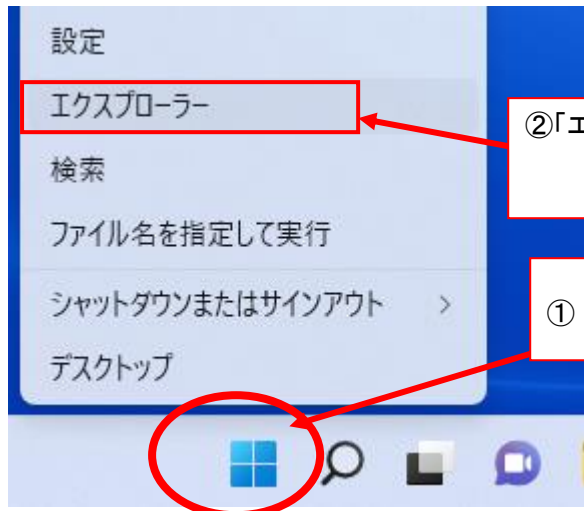 設定
エクスプローラー
②「エ
検索
ファイル名を指定して実行
シャットダウンまたはサインアウト >
①
デスクトップ